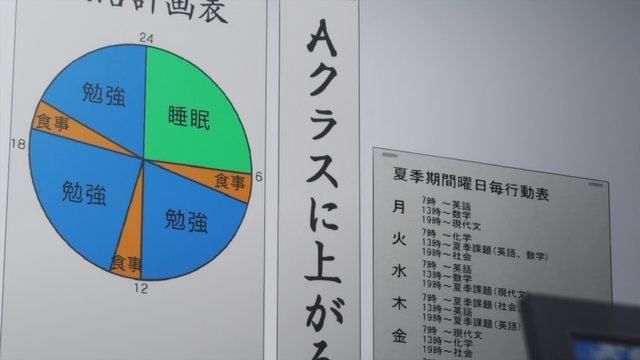 計画表
24
勉強
睡眠
食事
食事
18
6
勉強
勉強
食事
12
Aクラスに上がる
夏季期間曜日毎行動表
月
7時 ～英語
13時～数学
19時～現代文
火
7時 ～化学
13時～夏季課題(英語、数学)
19時～社会
水
7時 ～英語
13時～数学
19時～夏季課題(現代文
木
7時 ～夏季課題(社会
13時～英語
19時～夏季課題(英語)
金
7時 ～現代文
13時～化学
19時～社会